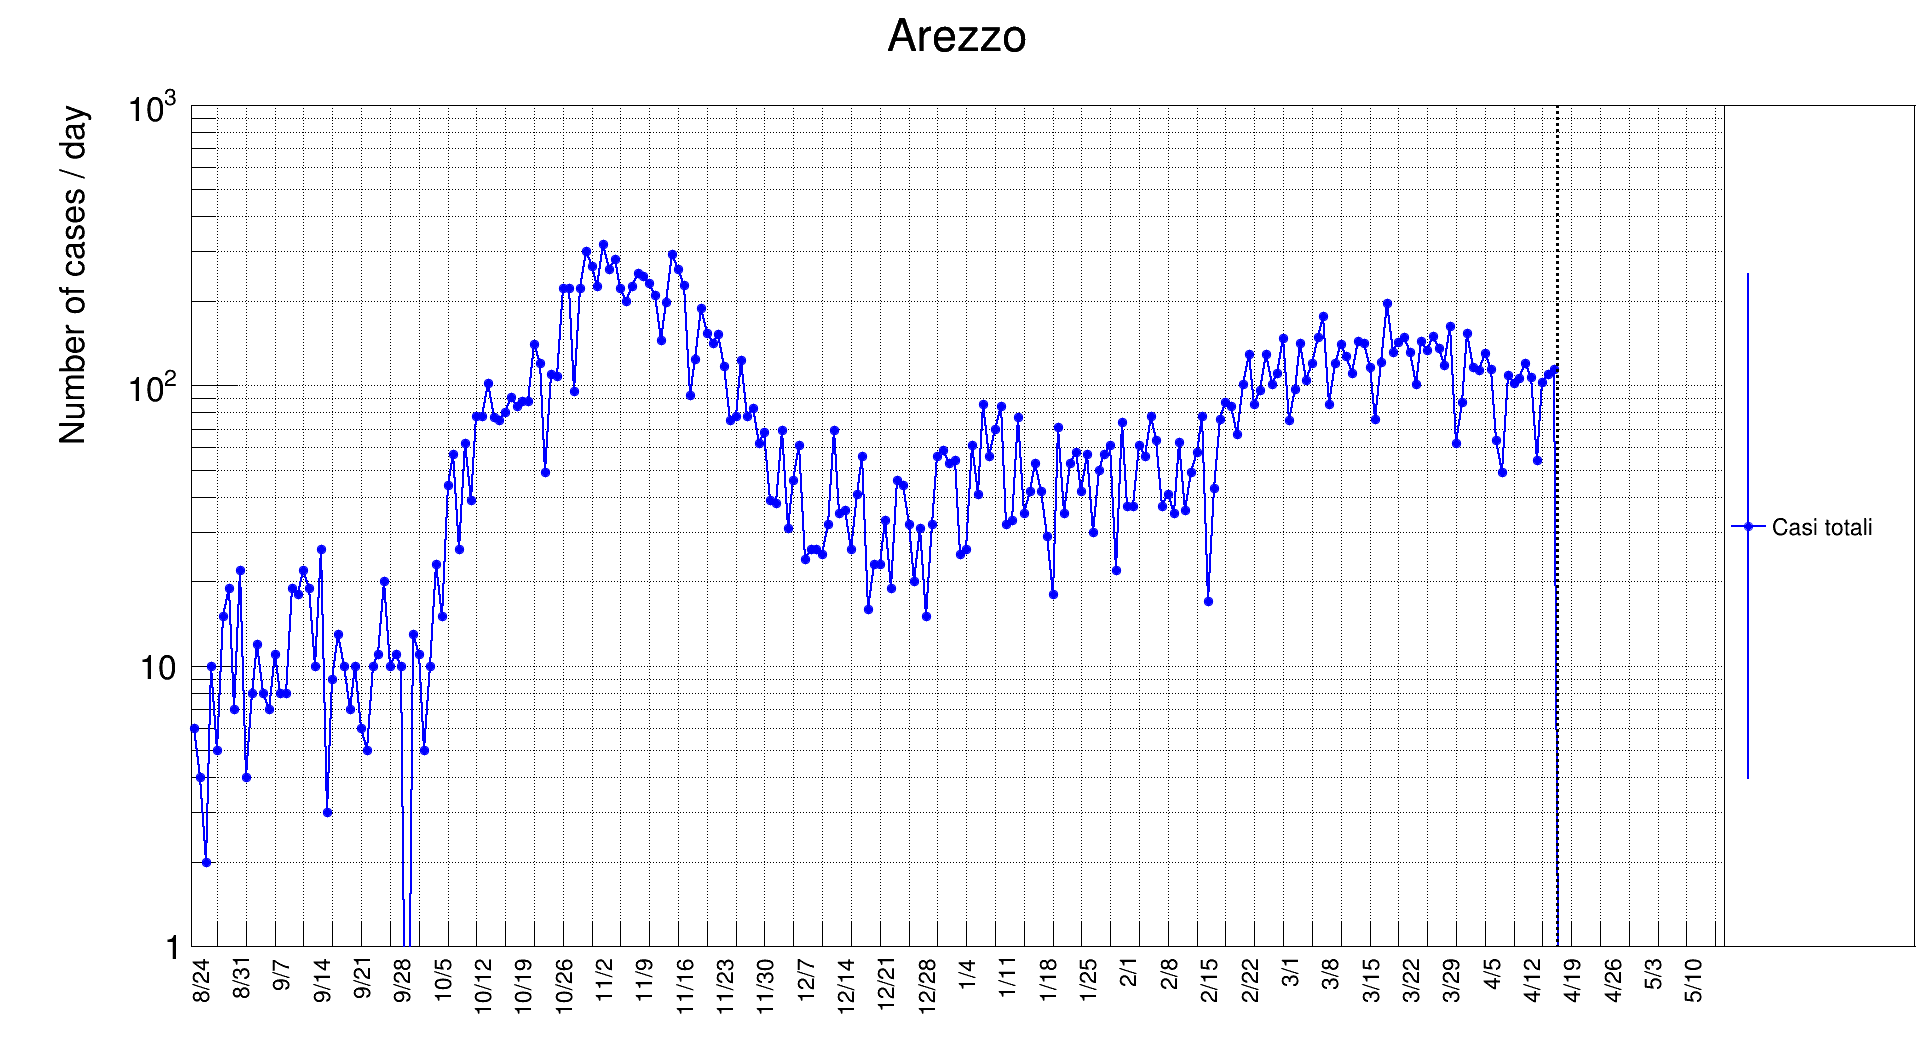 Arezzo
Number of cases / day
10³
10²
10
1
8/24 8/31 9/7 9/14 9/21 9/28 10/5 10/12 10/19 10/26 11/2 11/9 11/16 11/23 11/30 12/7 12/14 12/21 12/28 1/4 1/11 1/18 1/25 2/1 2/8 2/15 2/22 3/1 3/8 3/15 3/22 3/29 4/5 4/12 4/19 4/26 5/3 5/10
Casi totali